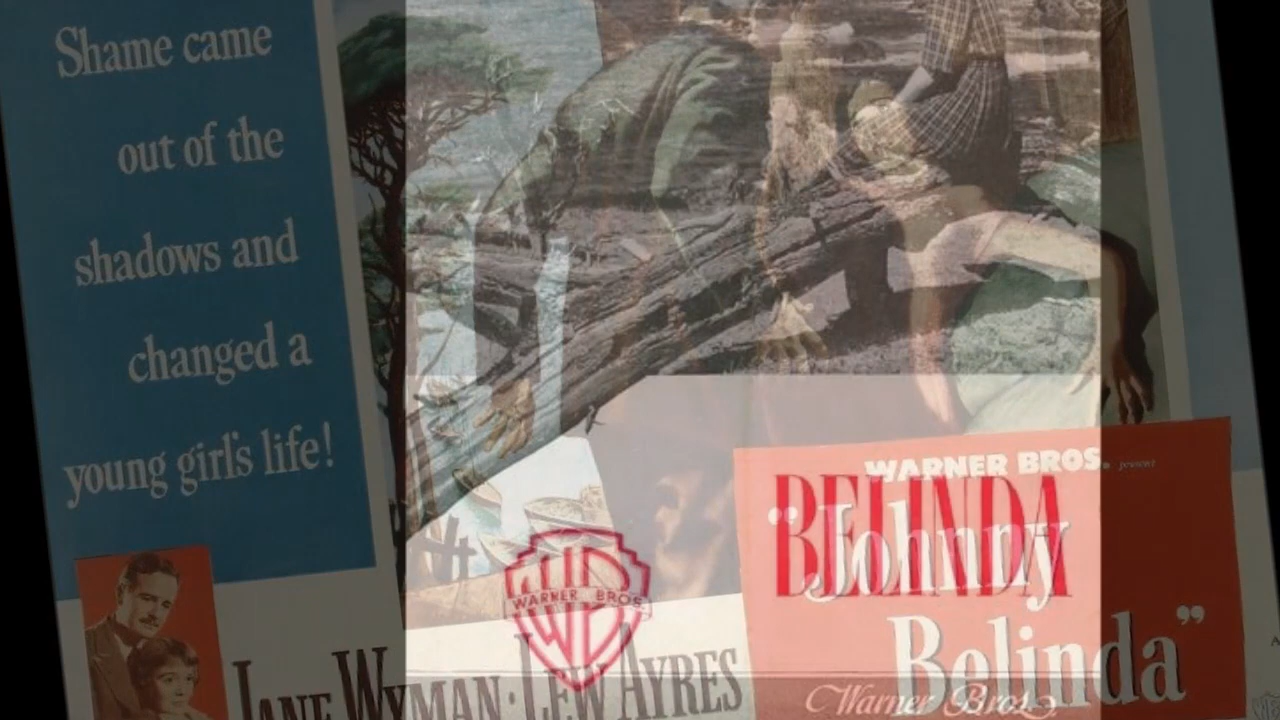 Shame came
out of the
shadows and
changed a
young girl's life!
WARNER BROS. present
BELINDA
"Johnny
Belinda"
WARNER BROS.
WB
JANE WYMAN · LEW AYRES
Warner Bros.